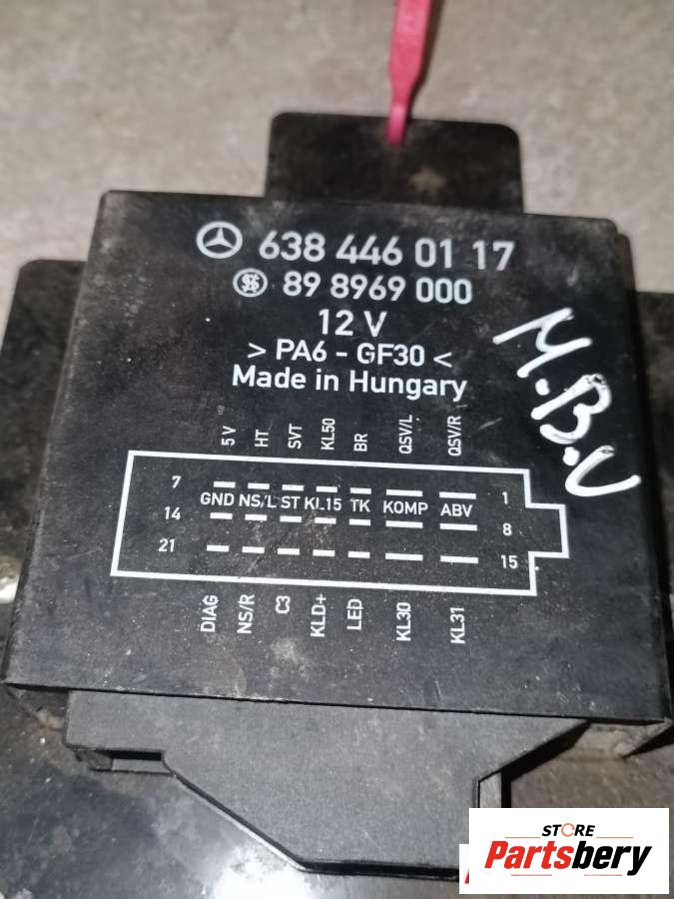 638 446 01 17
89 8969 000
12 V
> PA6 - GF30 <
Made in Hungary
M.B.V
5V HT SVT KL50 BR QSV/L QSV/R
7 1
GND NS/L ST KL15 TK KOMP ABV
14 8
21 15
DIAG NS/R C3 KLD+ LED KL30 KL31
STORE
Partsbery